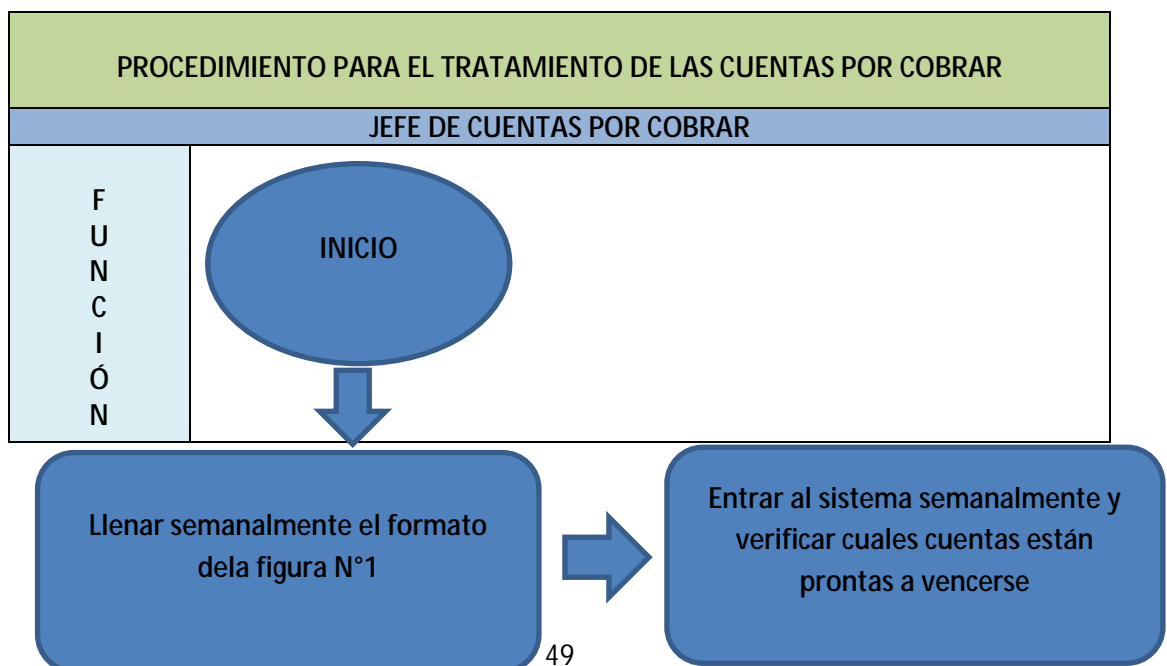 PROCEDIMIENTO PARA EL TRATAMIENTO DE LAS CUENTAS POR COBRAR
JEFE DE CUENTAS POR COBRAR
F
U
N
C
I
Ó
N
INICIO
Llenar semanalmente el formato
dela figura N°1
Entrar al sistema semanalmente y
verificar cuales cuentas están
prontas a vencerse
49